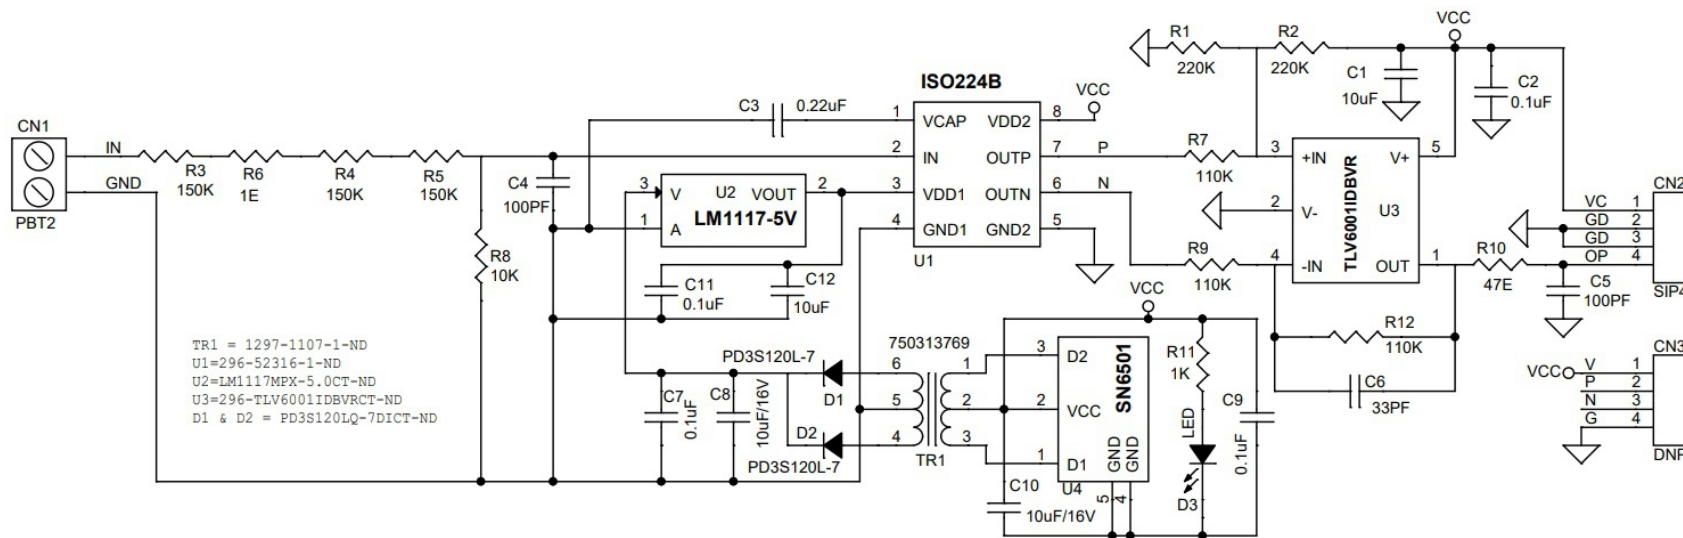 CN1
IN
GND
PBT2
R3
150K
R6
1E
R4
150K
R5
150K
R8
10K
C4
100PF
C3
0.22uF
3
V
U2
VOUT
2
1
A
LM1117-5V
C11
0.1uF
C12
10uF
ISO224B
1
VCAP
VDD2
8
2
IN
OUTP
7
3
VDD1
OUTN
6
4
GND1
GND2
5
U1
VCC
P
N
R7
110K
R9
110K
R1
220K
R2
220K
C1
10uF
VCC
C2
0.1uF
3
+IN
V+
5
2
V-
U3
TLV6001IDBVR
4
-IN
OUT
1
R10
47E
C5
100PF
R12
110K
C6
33PF
CN2
VC
1
GD
2
GD
3
OP
4
SIP4
CN3
VCC
V
1
P
2
N
3
G
4
DNP
TR1 = 1297-1107-1-ND
U1=296-52316-1-ND
U2=LM1117MPX-5.0CT-ND
U3=296-TLV6001IDBVRCT-ND
D1 & D2 = PD3S120LQ-7DICT-ND
C7
0.1uF
C8
10uF/16V
PD3S120L-7
D1
D2
PD3S120L-7
750313769
6
5
4
1
2
3
TR1
3
D2
2
VCC
1
D1
SN6501
GND
GND
5
4
U4
C10
10uF/16V
VCC
R11
1K
LED
D3
C9
0.1uF